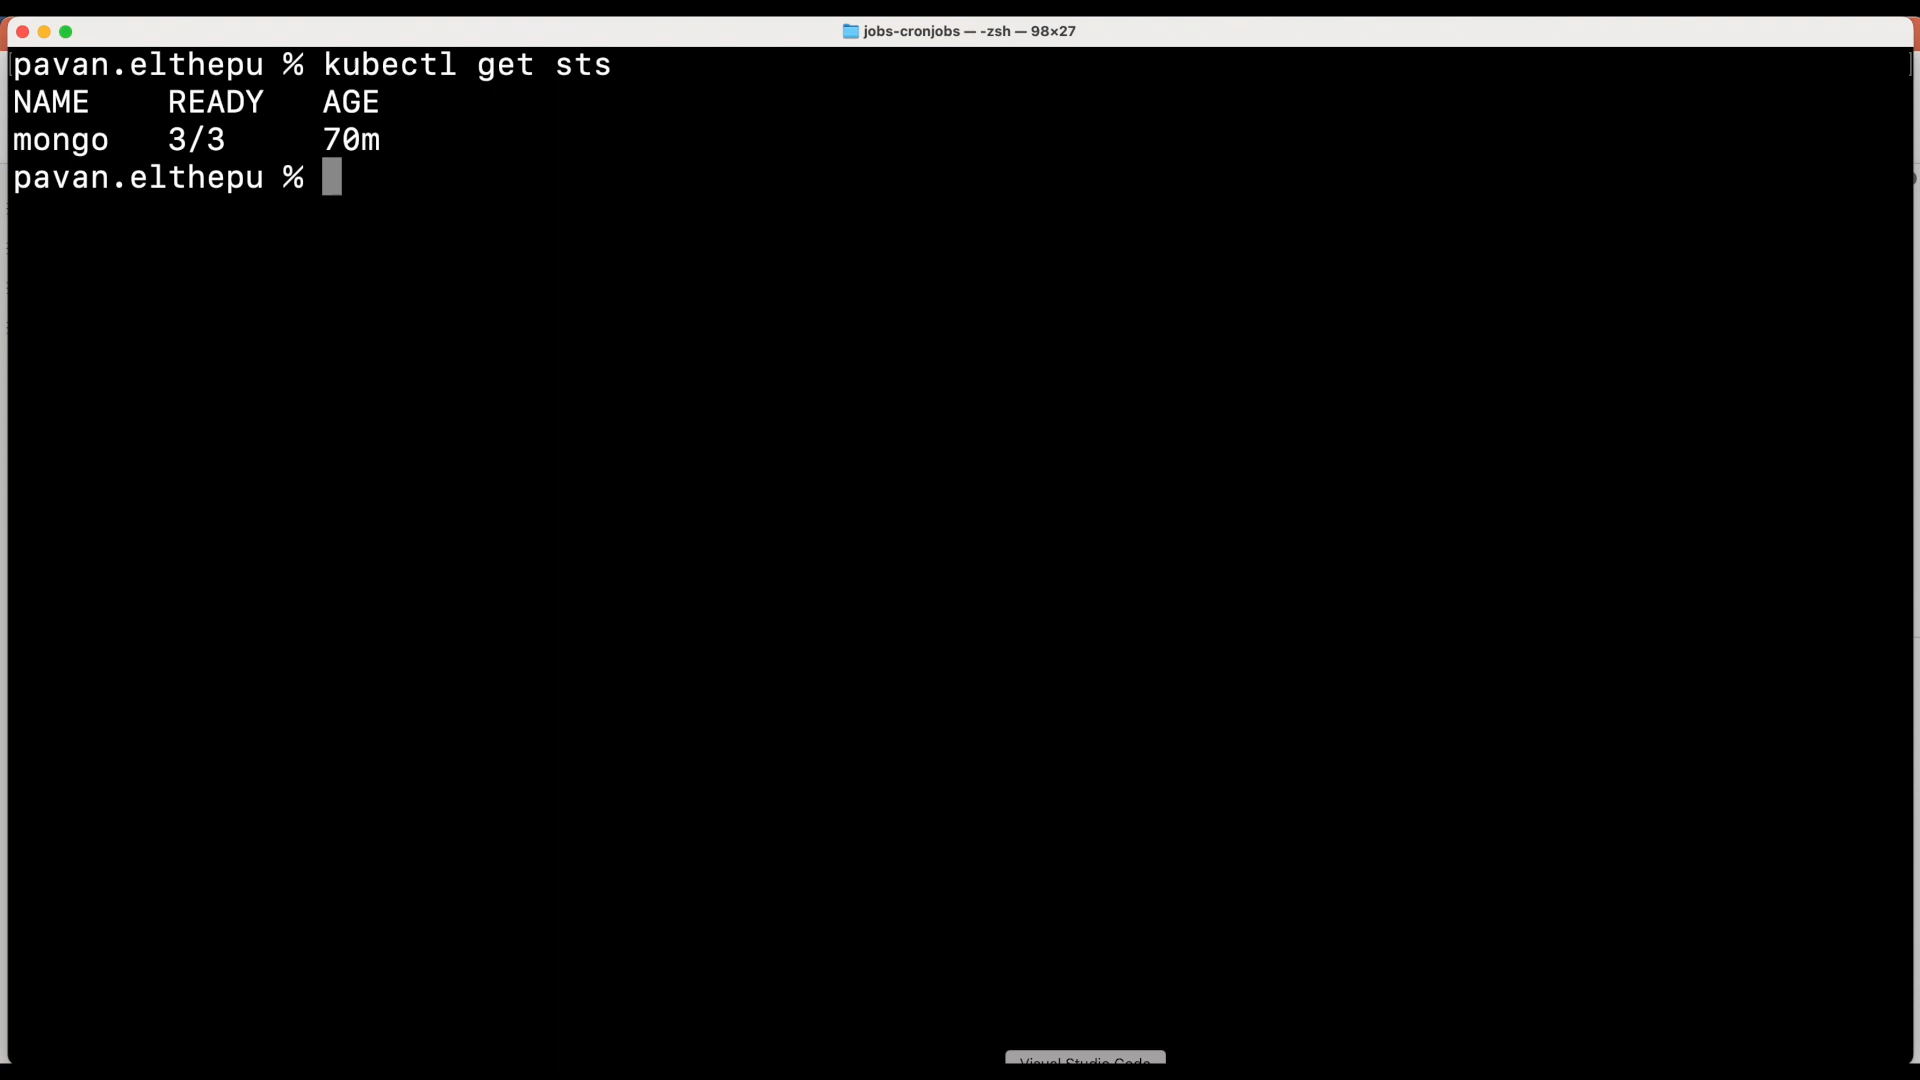 jobs-cronjobs — -zsh — 98×27
pavan.elthepu % kubectl get sts
NAME READY AGE
mongo 3/3 70m
pavan.elthepu %
Visual Studio Code